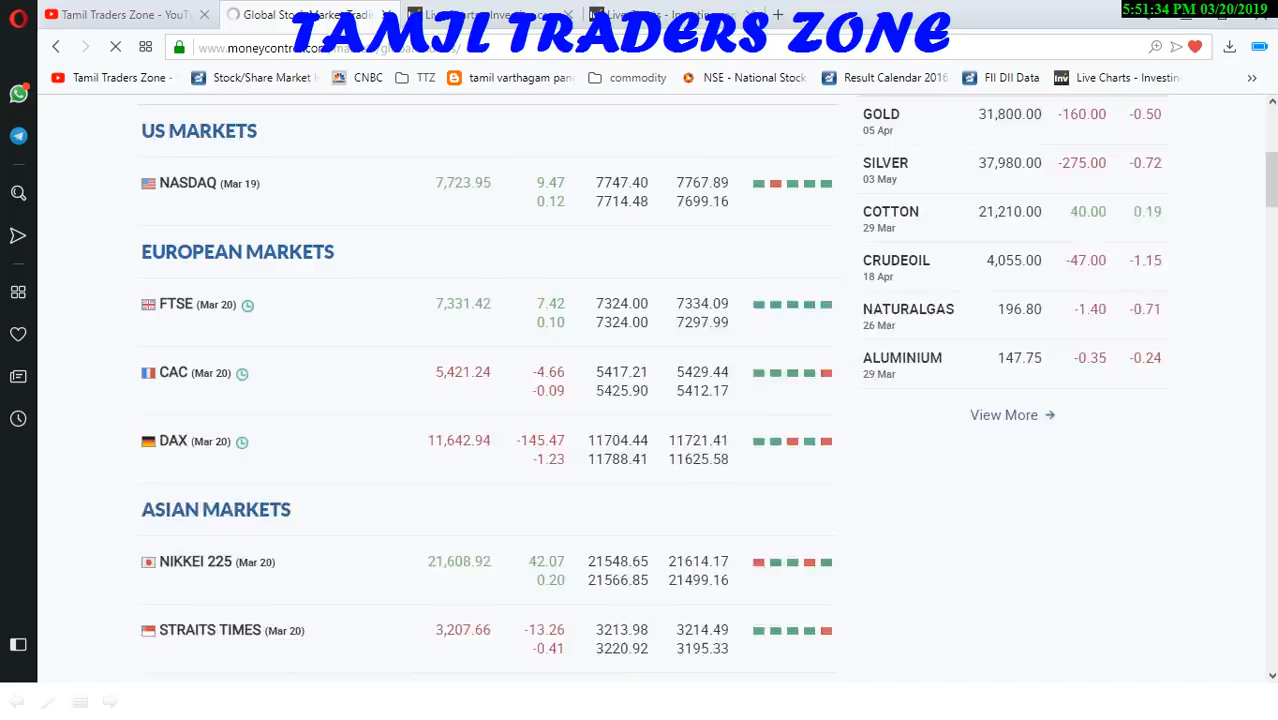 5:51:34 PM 03/20/2019
Tamil Traders Zone - YouT
Global Stock Market Tradin
TAMIL TRADERS ZONE
www.moneycontrol.com
Tamil Traders Zone - Stock/Share Market CNBC TTZ tamil varthagam pan commodity NSE - National Stock Result Calendar 2016 FII DII Data Live Charts - Investin
US MARKETS
NASDAQ (Mar 19) 7,723.95 9.47 7747.40 7767.89
0.12 7714.48 7699.16
EUROPEAN MARKETS
FTSE (Mar 20) 7,331.42 7.42 7324.00 7334.09
0.10 7324.00 7297.99
CAC (Mar 20) 5,421.24 -4.66 5417.21 5429.44
-0.09 5425.90 5412.17
DAX (Mar 20) 11,642.94 -145.47 11704.44 11721.41
-1.23 11788.41 11625.58
ASIAN MARKETS
NIKKEI 225 (Mar 20) 21,608.92 42.07 21548.65 21614.17
0.20 21566.85 21499.16
STRAITS TIMES (Mar 20) 3,207.66 -13.26 3213.98 3214.49
-0.41 3220.92 3195.33
GOLD 31,800.00 -160.00 -0.50
05 Apr
SILVER 37,980.00 -275.00 -0.72
03 May
COTTON 21,210.00 40.00 0.19
29 Mar
CRUDEOIL 4,055.00 -47.00 -1.15
18 Apr
NATURALGAS 196.80 -1.40 -0.71
26 Mar
ALUMINIUM 147.75 -0.35 -0.24
29 Mar
View More